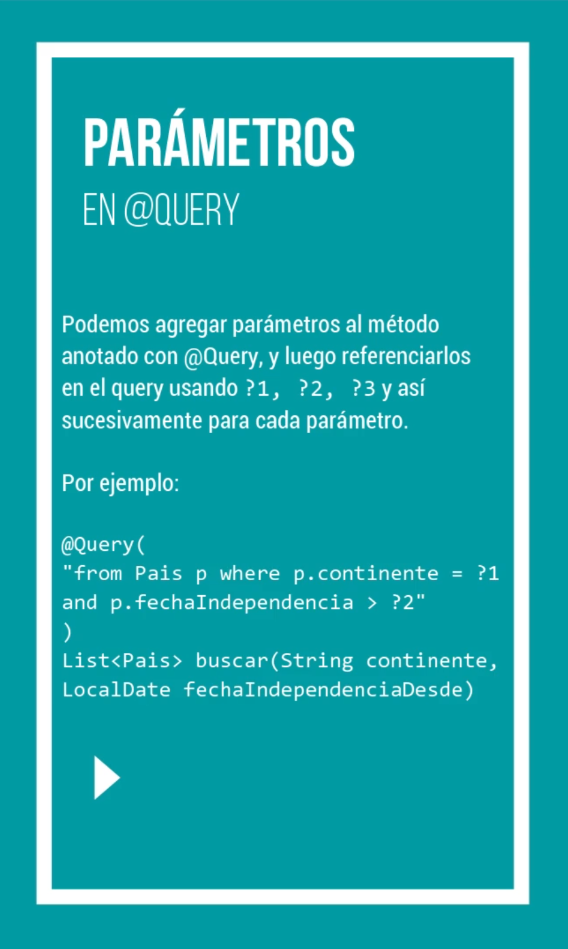 PARÁMETROS
EN @QUERY
Podemos agregar parámetros al método
anotado con @Query, y luego referenciarlos
en el query usando ?1, ?2, ?3 y así
sucesivamente para cada parámetro.
Por ejemplo:
@Query(
"from Pais p where p.continente = ?1
and p.fechaIndependencia > ?2"
)
List<Pais> buscar(String continente,
LocalDate fechaIndependenciaDesde)